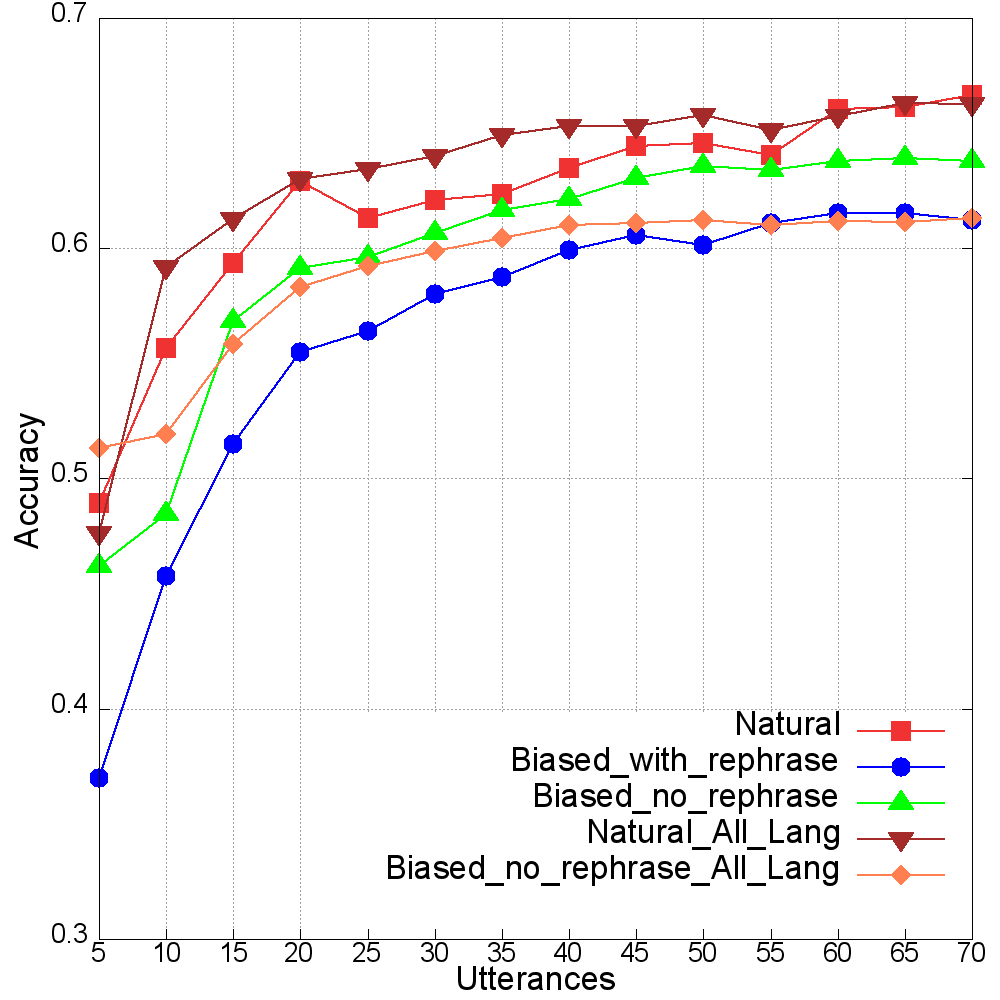 0.7
0.6
0.5
0.4
0.3
Accuracy
Natural
Biased_with_rephrase
Biased_no_rephrase
Natural_All_Lang
Biased_no_rephrase_All_Lang
5 10 15 20 25 30 35 40 45 50 55 60 65 70
Utterances